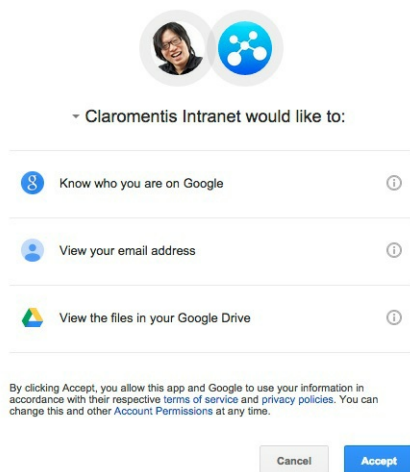 Claromentis Intranet would like to:
8 Know who you are on Google
View your email address
View the files in your Google Drive
By clicking Accept, you allow this app and Google to use your information in
accordance with their respective terms of service and privacy policies. You can
change this and other Account Permissions at any time.
Cancel Accept